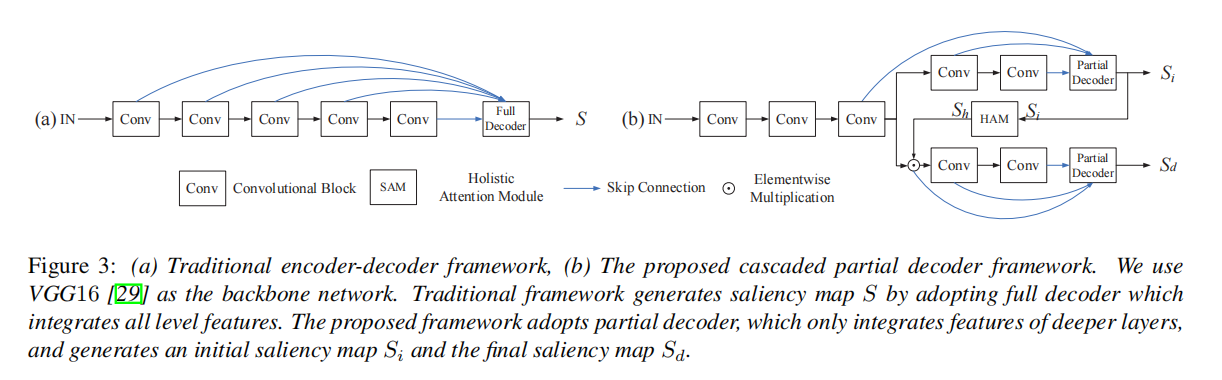 (a) IN Conv Conv Conv Conv Conv Full Decoder S
(b) IN Conv Conv Conv
Conv Conv Partial Decoder S_i
S_h HAM S_i
Conv Conv Partial Decoder S_d
Conv Convolutional Block SAM Holistic Attention Module Skip Connection Elementwise Multiplication
Figure 3: (a) Traditional encoder-decoder framework, (b) The proposed cascaded partial decoder framework. We use
VGG16 [29] as the backbone network. Traditional framework generates saliency map S by adopting full decoder which
integrates all level features. The proposed framework adopts partial decoder, which only integrates features of deeper layers,
and generates an initial saliency map S_i and the final saliency map S_d.